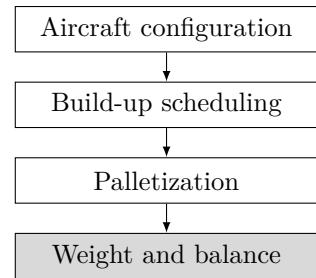 Aircraft configuration
Build-up scheduling
Palletization
Weight and balance